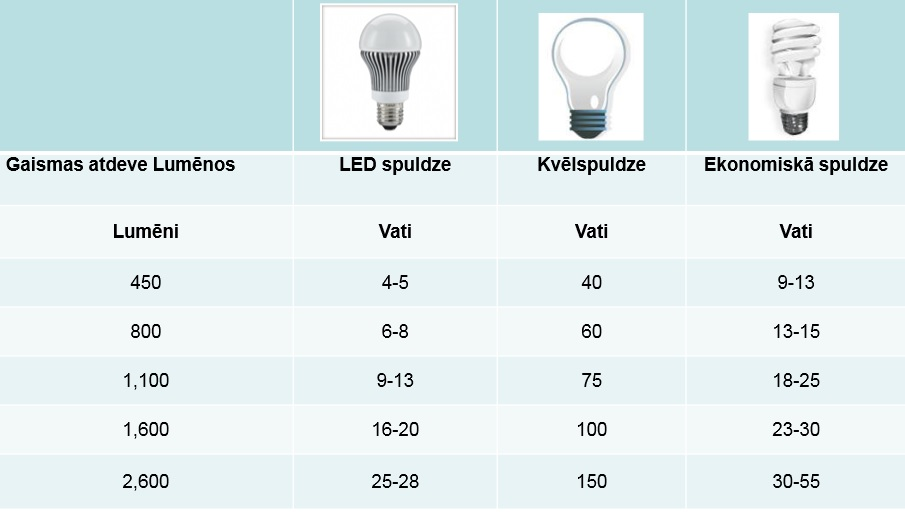 Gaismas atdeve Lumēnos LED spuldze Kvēlspuldze Ekonomiskā spuldze
Lumēni Vati Vati Vati
450 4-5 40 9-13
800 6-8 60 13-15
1,100 9-13 75 18-25
1,600 16-20 100 23-30
2,600 25-28 150 30-55